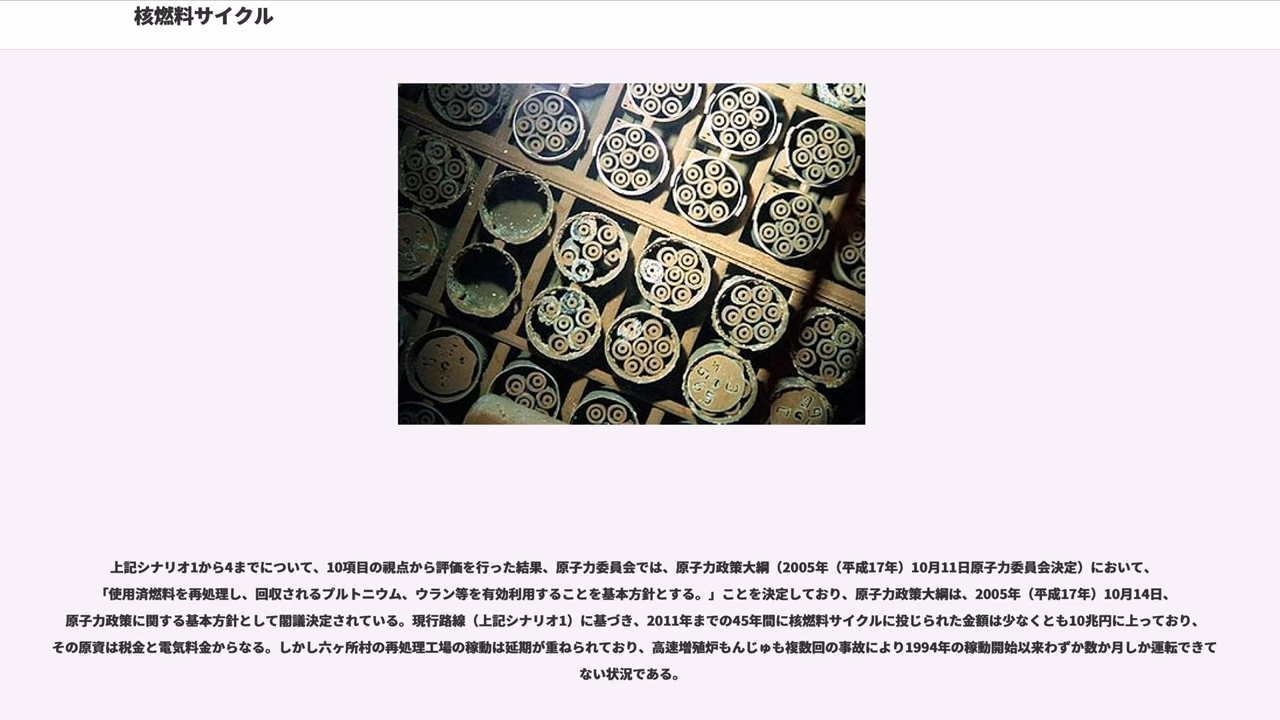 核燃料サイクル
上記シナリオ1から4までについて、10項目の視点から評価を行った結果、原子力委員会では、原子力政策大綱（2005年（平成17年）10月11日原子力委員会決定）において、
「使用済燃料を再処理し、回収されるプルトニウム、ウラン等を有効利用することを基本方針とする。」ことを決定しており、原子力政策大綱は、2005年（平成17年）10月14日、
原子力政策に関する基本方針として閣議決定されている。現行路線（上記シナリオ1）に基づき、2011年までの45年間に核燃料サイクルに投じられた金額は少なくとも10兆円に上っており、
その原資は税金と電気料金からなる。しかし六ヶ所村の再処理工場の稼動は延期が重ねられており、高速増殖炉もんじゅも複数回の事故により1994年の稼動開始以来わずか数か月しか運転できて
ない状況である。